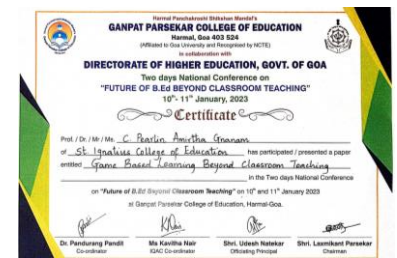 Harmal Panchakroshi Shikshan Mandal's
GANPAT PARSEKAR COLLEGE OF EDUCATION
Harmal, Goa 403 524
(Affiliated to Goa University and Recognised by NCTE)
in collaboration with
DIRECTORATE OF HIGHER EDUCATION, GOVT. OF GOA
Two days National Conference on
"FUTURE OF B.Ed BEYOND CLASSROOM TEACHING"
10th- 11th January, 2023
Certificate
Prof / Dr. / Mr / Ms. C. Pearlin Amirtha Gnanam
of St. Ignatius College of Education has participated / presented a paper
entitled Game Based Learning Beyond Classroom Teaching
in the Two days National Conference
on "Future of B.Ed Beyond Classroom Teaching" on 10th and 11th January 2023
at Ganpat Parsekar College of Education, Harmal-Goa.
Dr. Pandurang Pandit Ms Kavitha Nair Shri. Udesh Natekar Shri. Laxmikant Parsekar
Co-ordinator IQAC Co-ordinator Officiating Principal Chairman